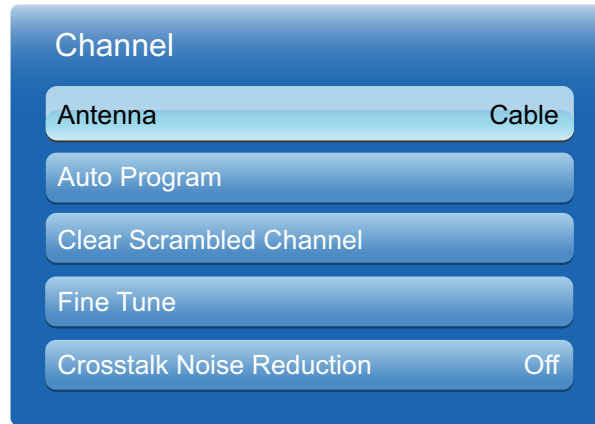 Channel
Antenna Cable
Auto Program
Clear Scrambled Channel
Fine Tune
Crosstalk Noise Reduction Off